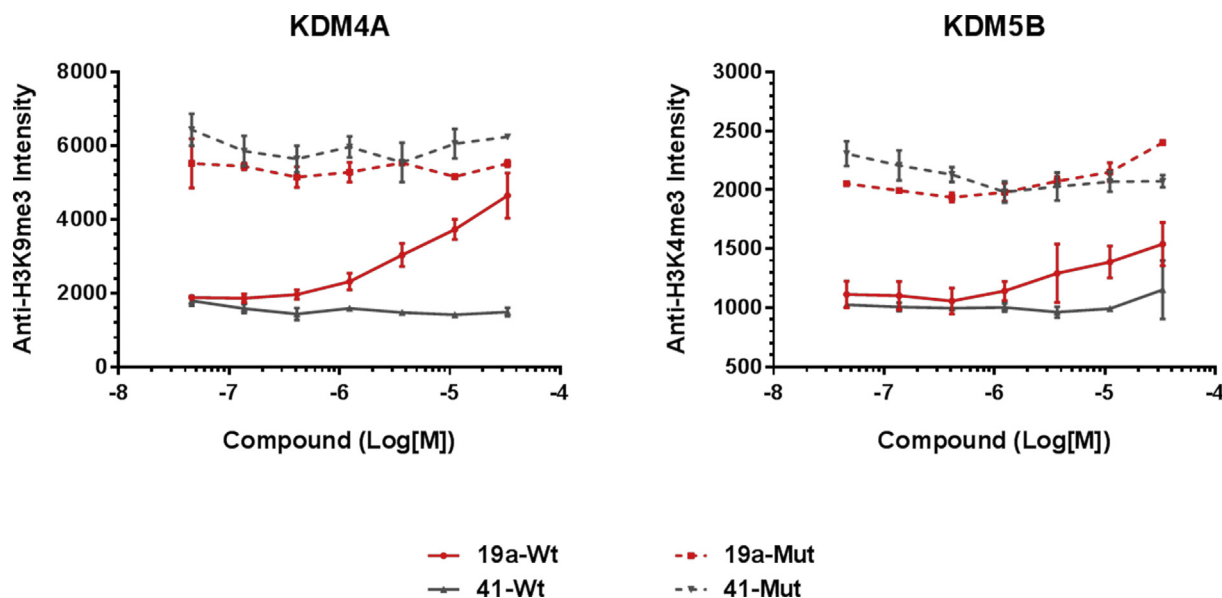 KDM4A
KDM5B
Anti-H3K9me3 Intensity
8000
6000
4000
2000
0
-8
-7
-6
-5
-4
Compound (Log[M])
Anti-H3K4me3 Intensity
3000
2500
2000
1500
1000
500
-8
-7
-6
-5
-4
Compound (Log[M])
19a-Wt
19a-Mut
41-Wt
41-Mut